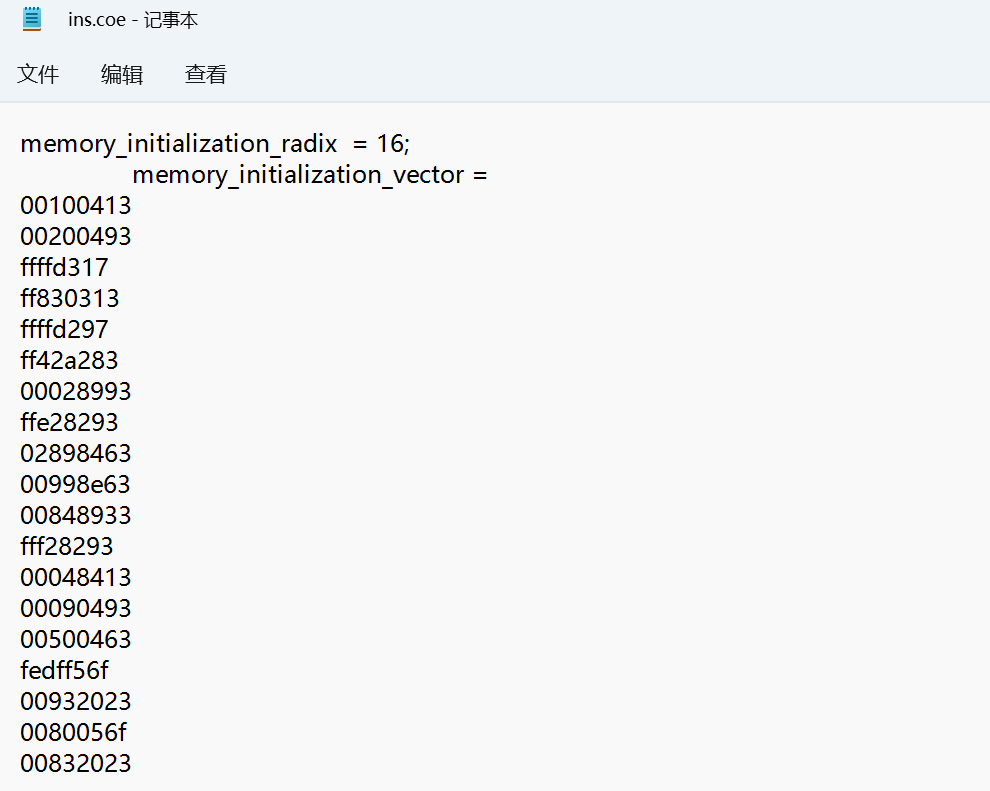 ins.coe - 记事本
文件 编辑 查看
memory_initialization_radix  = 16;
memory_initialization_vector =
00100413
00200493
ffffd317
ff830313
ffffd297
ff42a283
00028993
ffe28293
02898463
00998e63
00848933
fff28293
00048413
00090493
00500463
fedff56f
00932023
0080056f
00832023